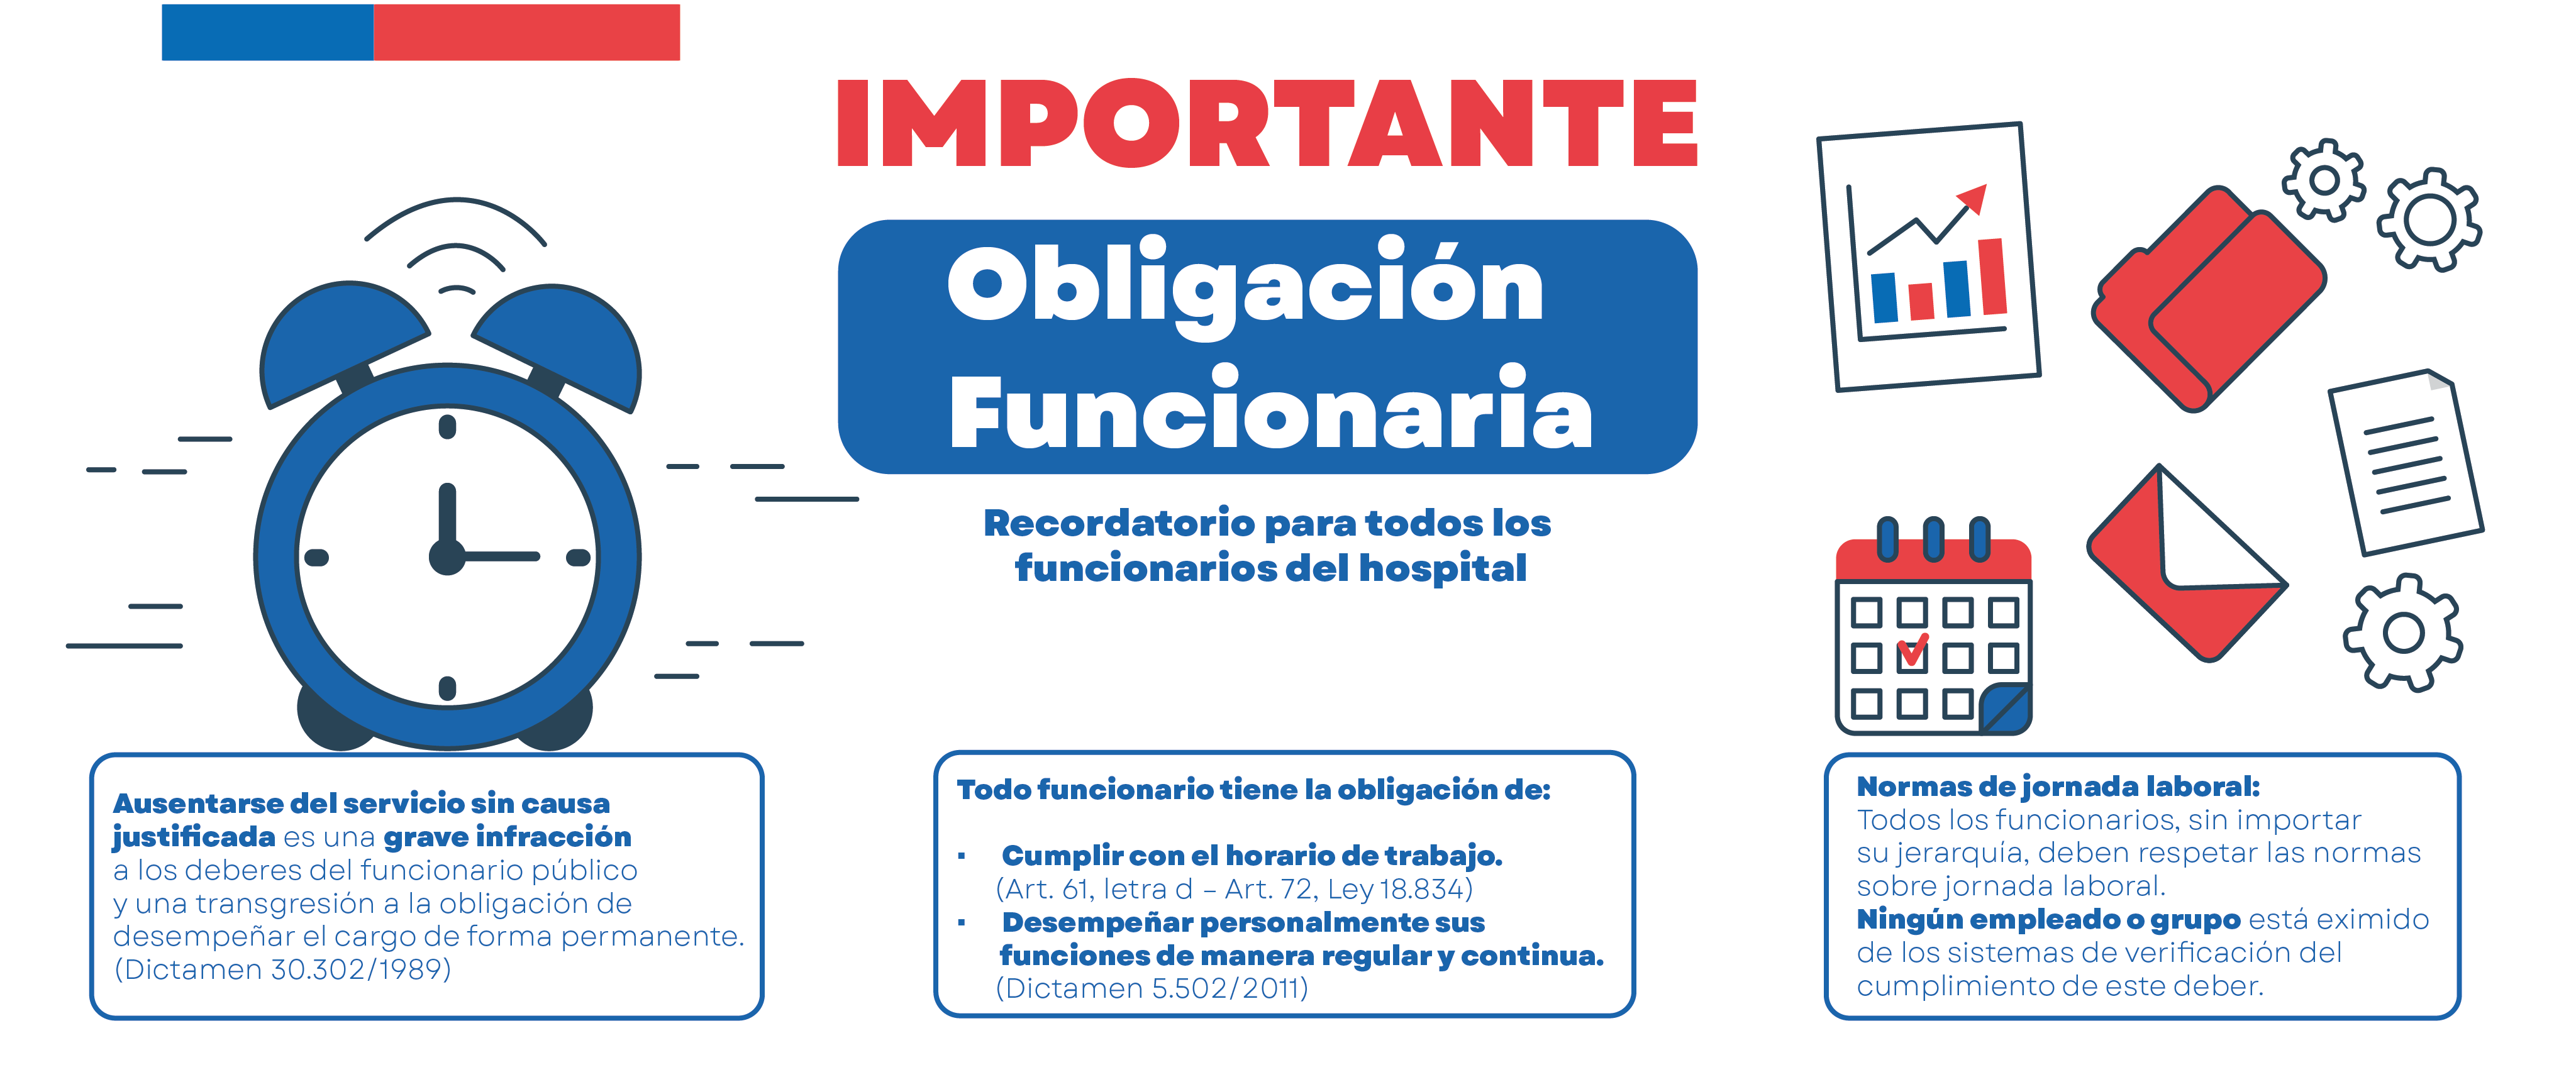 IMPORTANTE
Obligación
Funcionaria
Recordatorio para todos los
funcionarios del hospital
Ausentarse del servicio sin causa
justificada es una grave infracción
a los deberes del funcionario público
y una transgresión a la obligación de
desempeñar el cargo de forma permanente.
(Dictamen 30.302/1989)
Todo funcionario tiene la obligación de:
▪ Cumplir con el horario de trabajo.
(Art. 61, letra d – Art. 72, Ley 18.834)
▪ Desempeñar personalmente sus
funciones de manera regular y continua.
(Dictamen 5.502/2011)
Normas de jornada laboral:
Todos los funcionarios, sin importar
su jerarquía, deben respetar las normas
sobre jornada laboral.
Ningún empleado o grupo está eximido
de los sistemas de verificación del
cumplimiento de este deber.